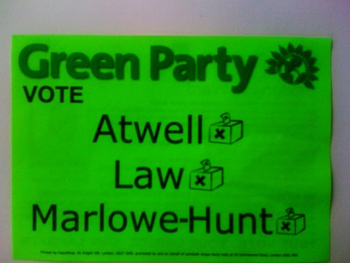 Green Party
VOTE
Atwell
Law
Marlowe-Hunt